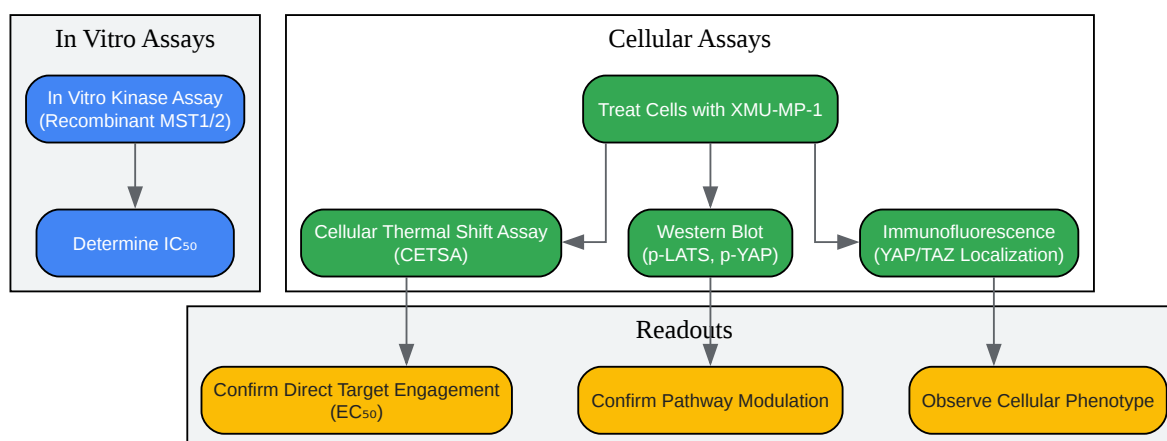 In Vitro Assays
In Vitro Kinase Assay
(Recombinant MST1/2)
Determine IC₅₀
Cellular Assays
Treat Cells with XMU-MP-1
Cellular Thermal Shift Assay
(CETSA)
Western Blot
(p-LATS, p-YAP)
Immunofluorescence
(YAP/TAZ Localization)
Readouts
Confirm Direct Target Engagement
(EC₅₀)
Confirm Pathway Modulation
Observe Cellular Phenotype